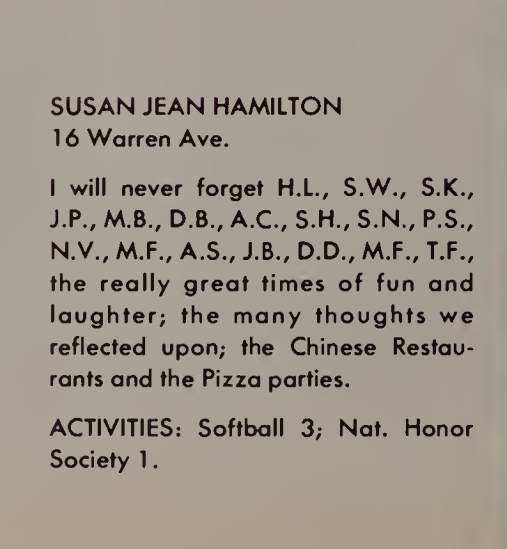 SUSAN JEAN HAMILTON
16 Warren Ave.
I will never forget H.L., S.W., S.K.,
J.P., M.B., D.B., A.C., S.H., S.N., P.S.,
N.V., M.F., A.S., J.B., D.D., M.F., T.F.,
the really great times of fun and
laughter; the many thoughts we
reflected upon; the Chinese Restau-
rants and the Pizza parties.
ACTIVITIES: Softball 3; Nat. Honor
Society 1.